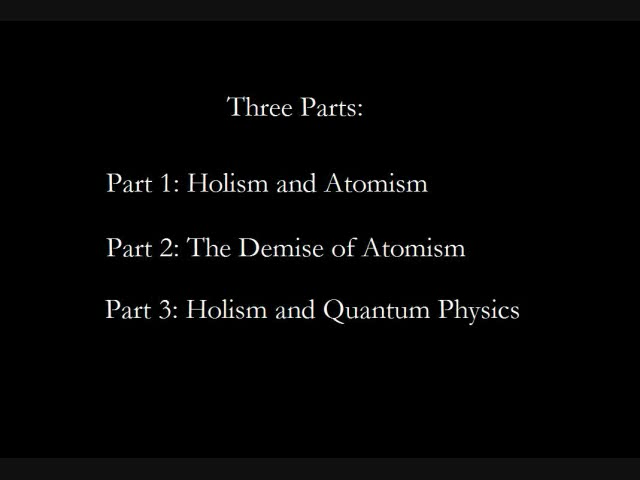 Three Parts:
Part 1: Holism and Atomism
Part 2: The Demise of Atomism
Part 3: Holism and Quantum Physics